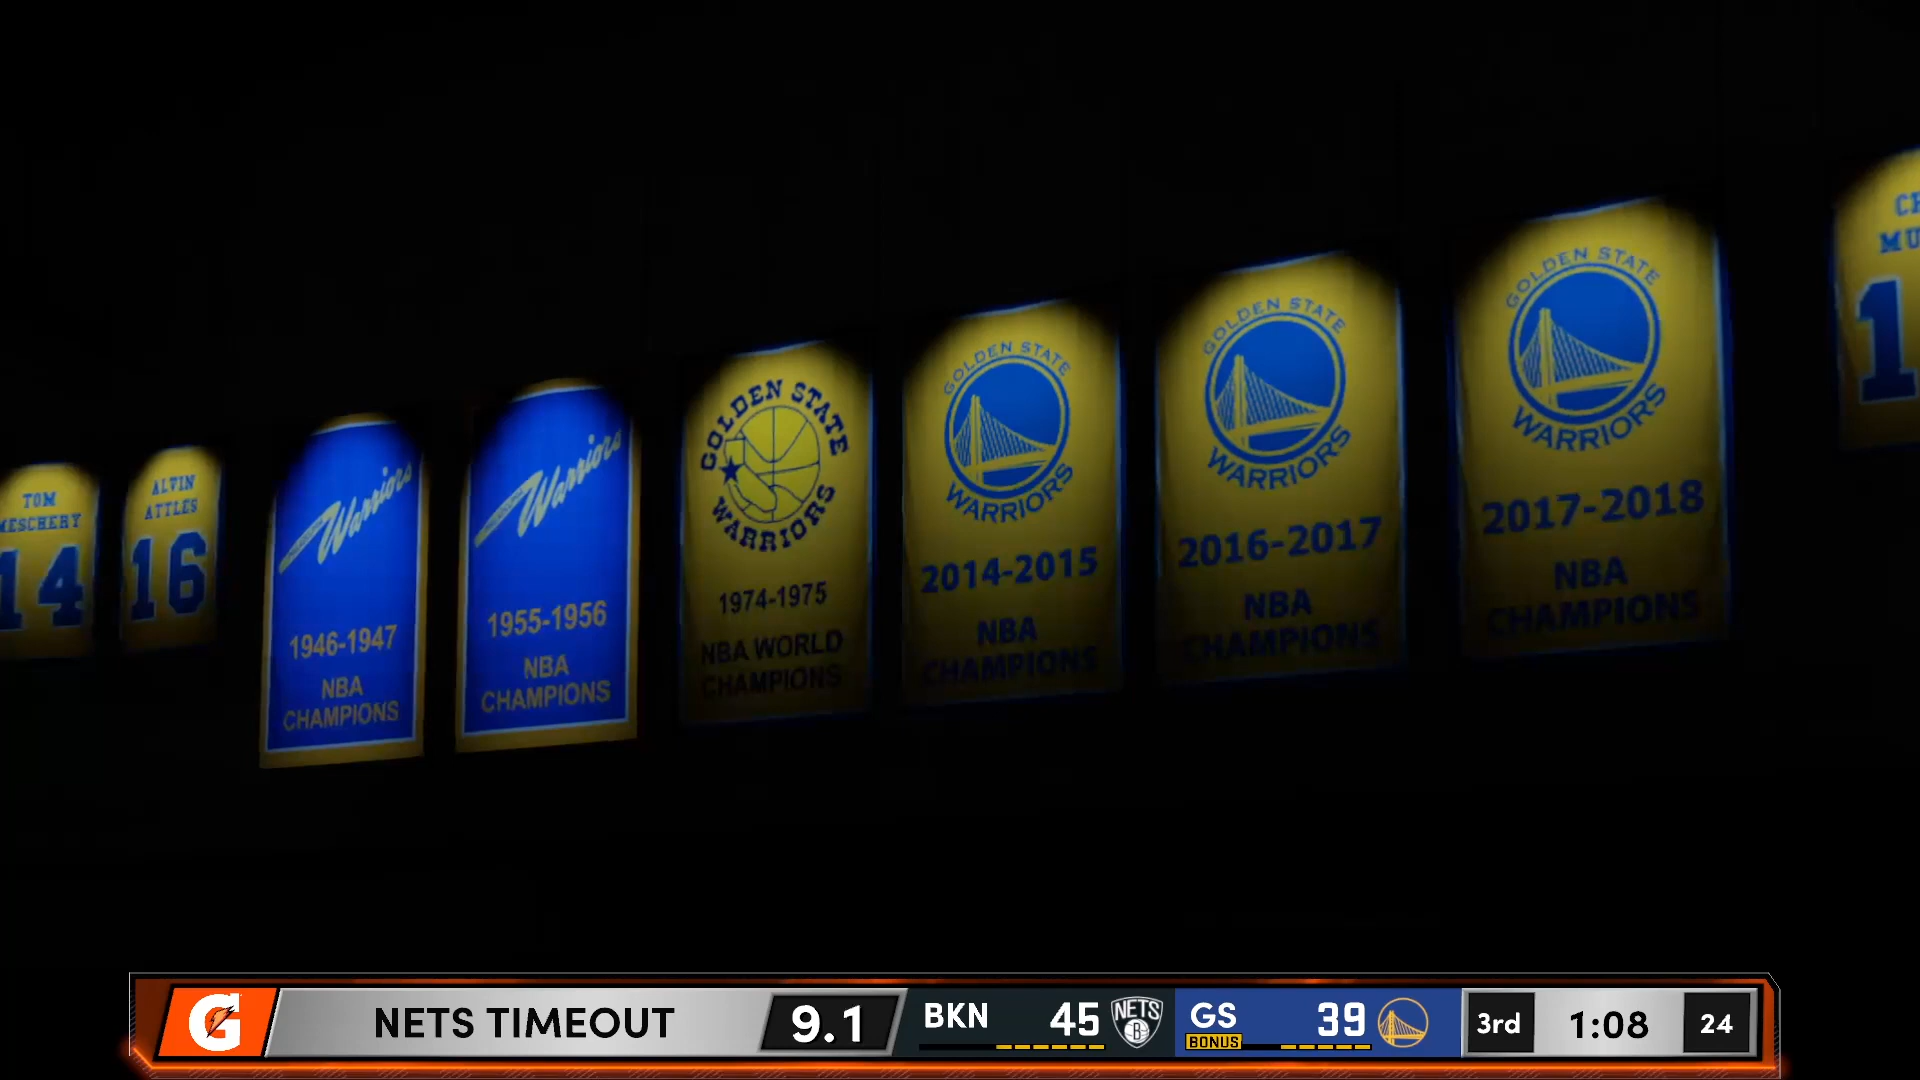 TOM
MESCHERY
14
ALVIN
ATTLES
16
Warriors
1946-1947
NBA
CHAMPIONS
Warriors
1955-1956
NBA
CHAMPIONS
GOLDEN STATE
WARRIORS
1974-1975
NBA WORLD
CHAMPIONS
GOLDEN STATE
WARRIORS
2014-2015
NBA
CHAMPIONS
GOLDEN STATE
WARRIORS
2016-2017
NBA
CHAMPIONS
GOLDEN STATE
WARRIORS
2017-2018
NBA
CHAMPIONS
CH
MU
1
G NETS TIMEOUT 9.1 BKN 45 NETS B GS 39 3rd 1:08 24
BONUS